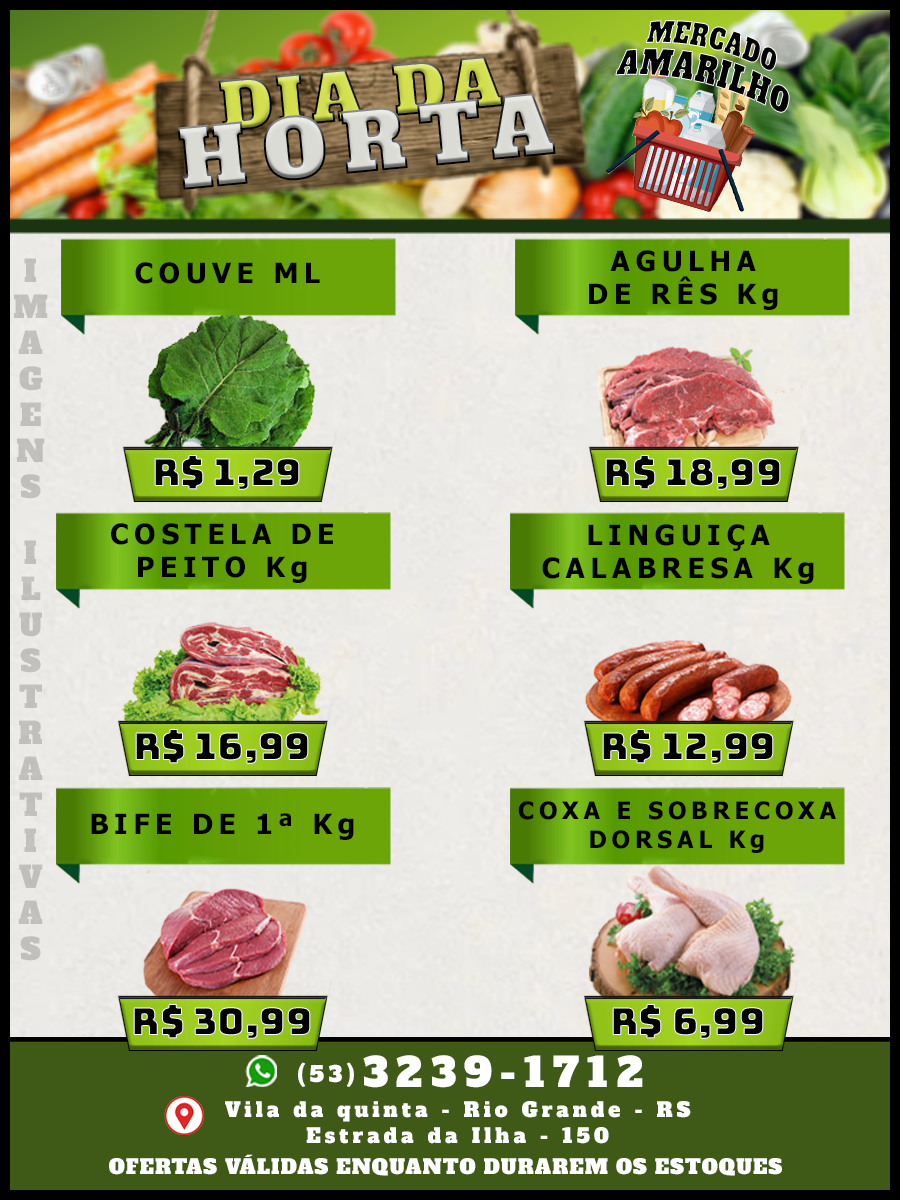 DIA DA
HORTA
MERCADO
AMARILHO
IMAGENS ILUSTRATIVAS
COUVE ML
R$ 1,29
AGULHA
DE RÊS Kg
R$ 18,99
COSTELA DE
PEITO Kg
R$ 16,99
LINGUIÇA
CALABRESA Kg
R$ 12,99
BIFE DE 1ª Kg
R$ 30,99
COXA E SOBRECOXA
DORSAL Kg
R$ 6,99
(53) 3239-1712
Vila da quinta - Rio Grande - RS
Estrada da Ilha - 150
OFERTAS VÁLIDAS ENQUANTO DURAREM OS ESTOQUES